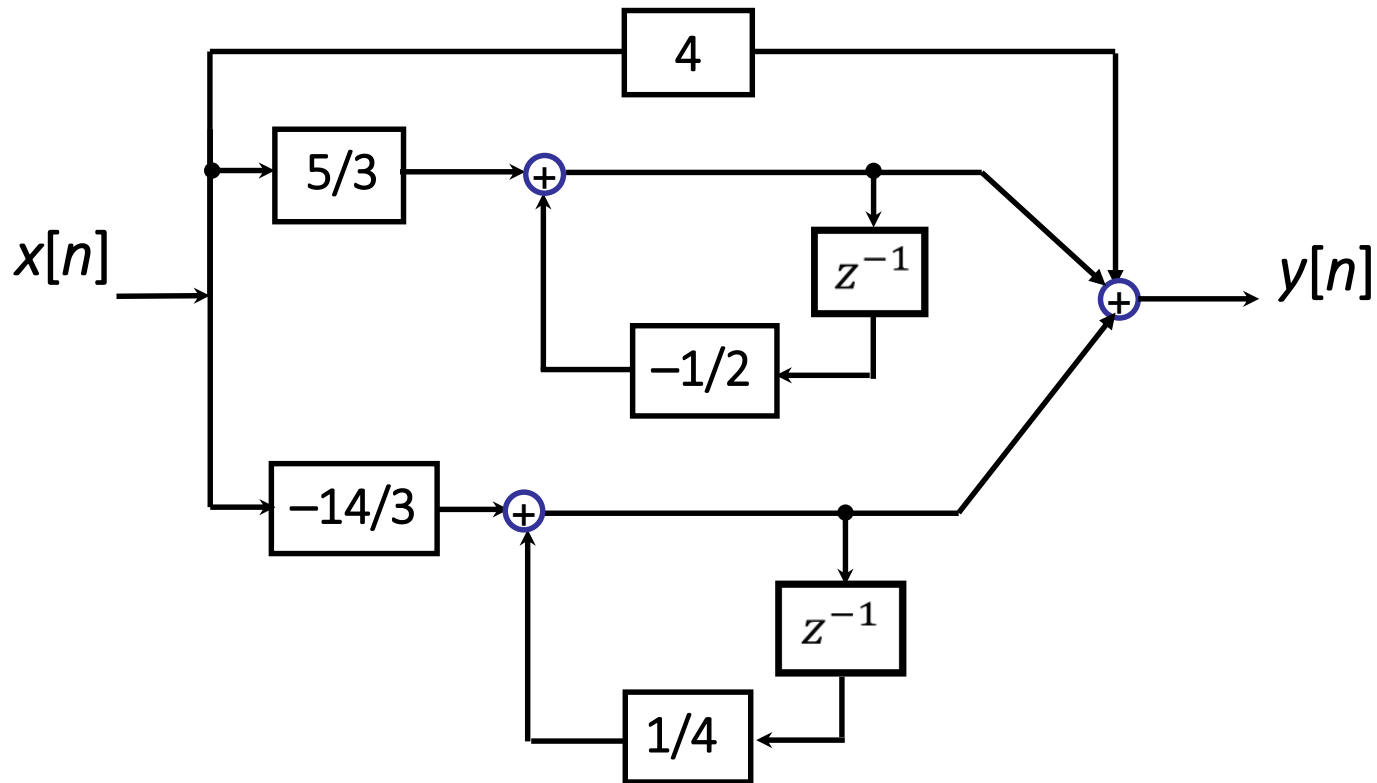 4
5/3
+
x[n]
z⁻¹
+
y[n]
–1/2
–14/3
+
z⁻¹
1/4